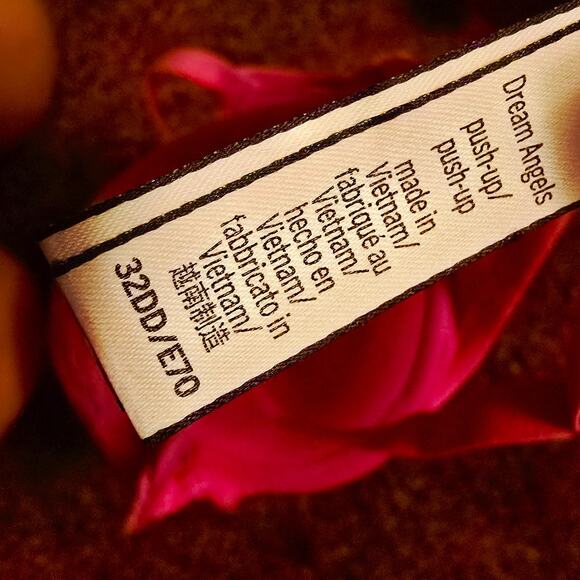 Dream Angels
push-up/
push-up
made in
Vietnam/
fabriqué au
Vietnam/
hecho en
Vietnam/
fabbricato in
Vietnam/
越南制造
32DD/E70